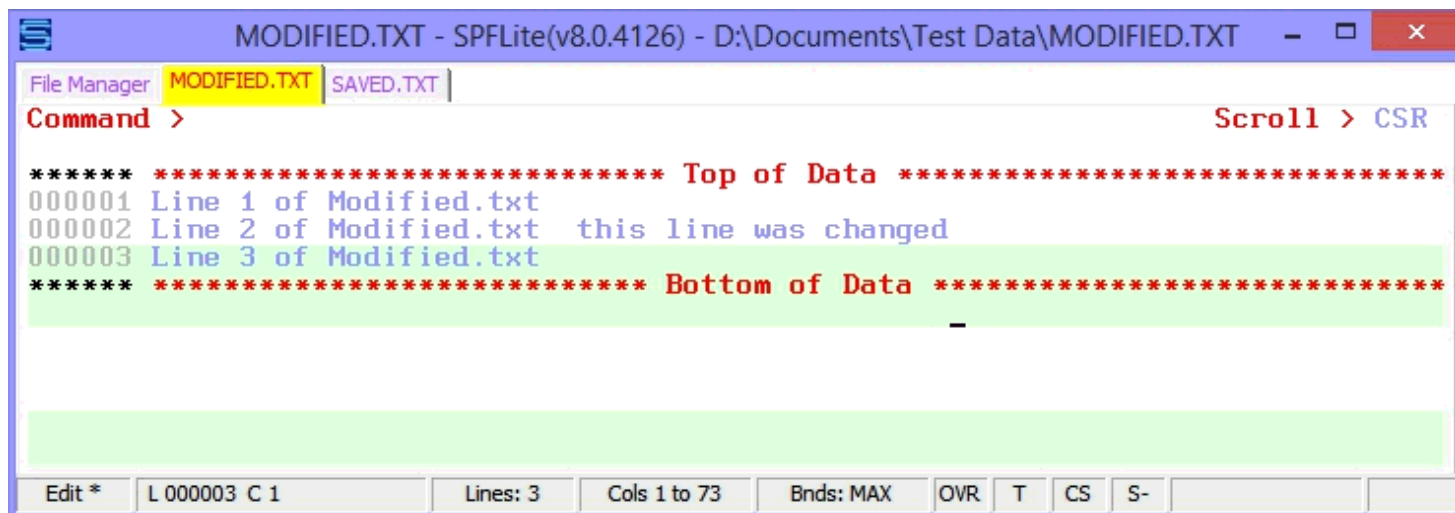 MODIFIED.TXT - SPFLite(v8.0.4126) - D:\Documents\Test Data\MODIFIED.TXT
File Manager MODIFIED.TXT SAVED.TXT
Command > Scroll > CSR
****** ***************************** Top of Data *******************************
000001 Line 1 of Modified.txt
000002 Line 2 of Modified.txt  this line was changed
000003 Line 3 of Modified.txt
****** **************************** Bottom of Data *****************************
Edit * L 000003 C 1 Lines: 3 Cols 1 to 73 Bnds: MAX OVR T CS S-